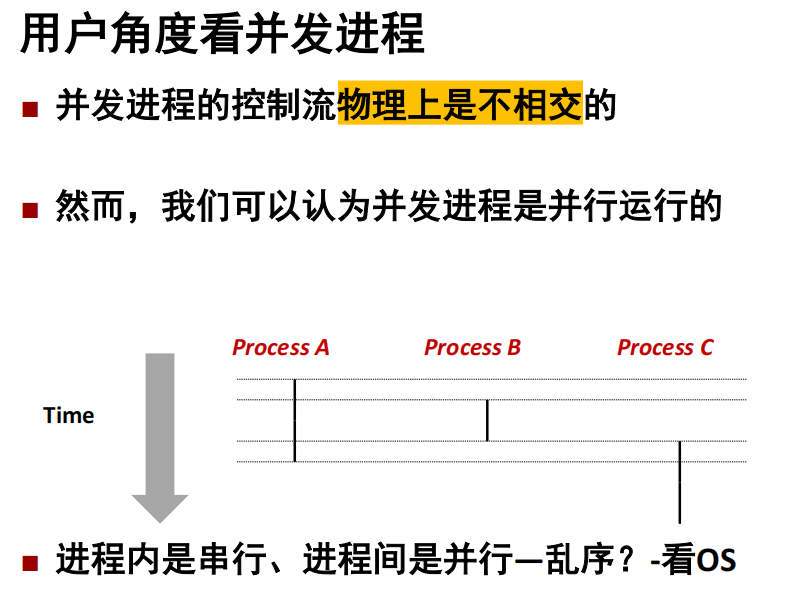 用户角度看并发进程
并发进程的控制流物理上是不相交的
然而，我们可以认为并发进程是并行运行的
Process A Process B Process C
Time
进程内是串行、进程间是并行—乱序？-看OS